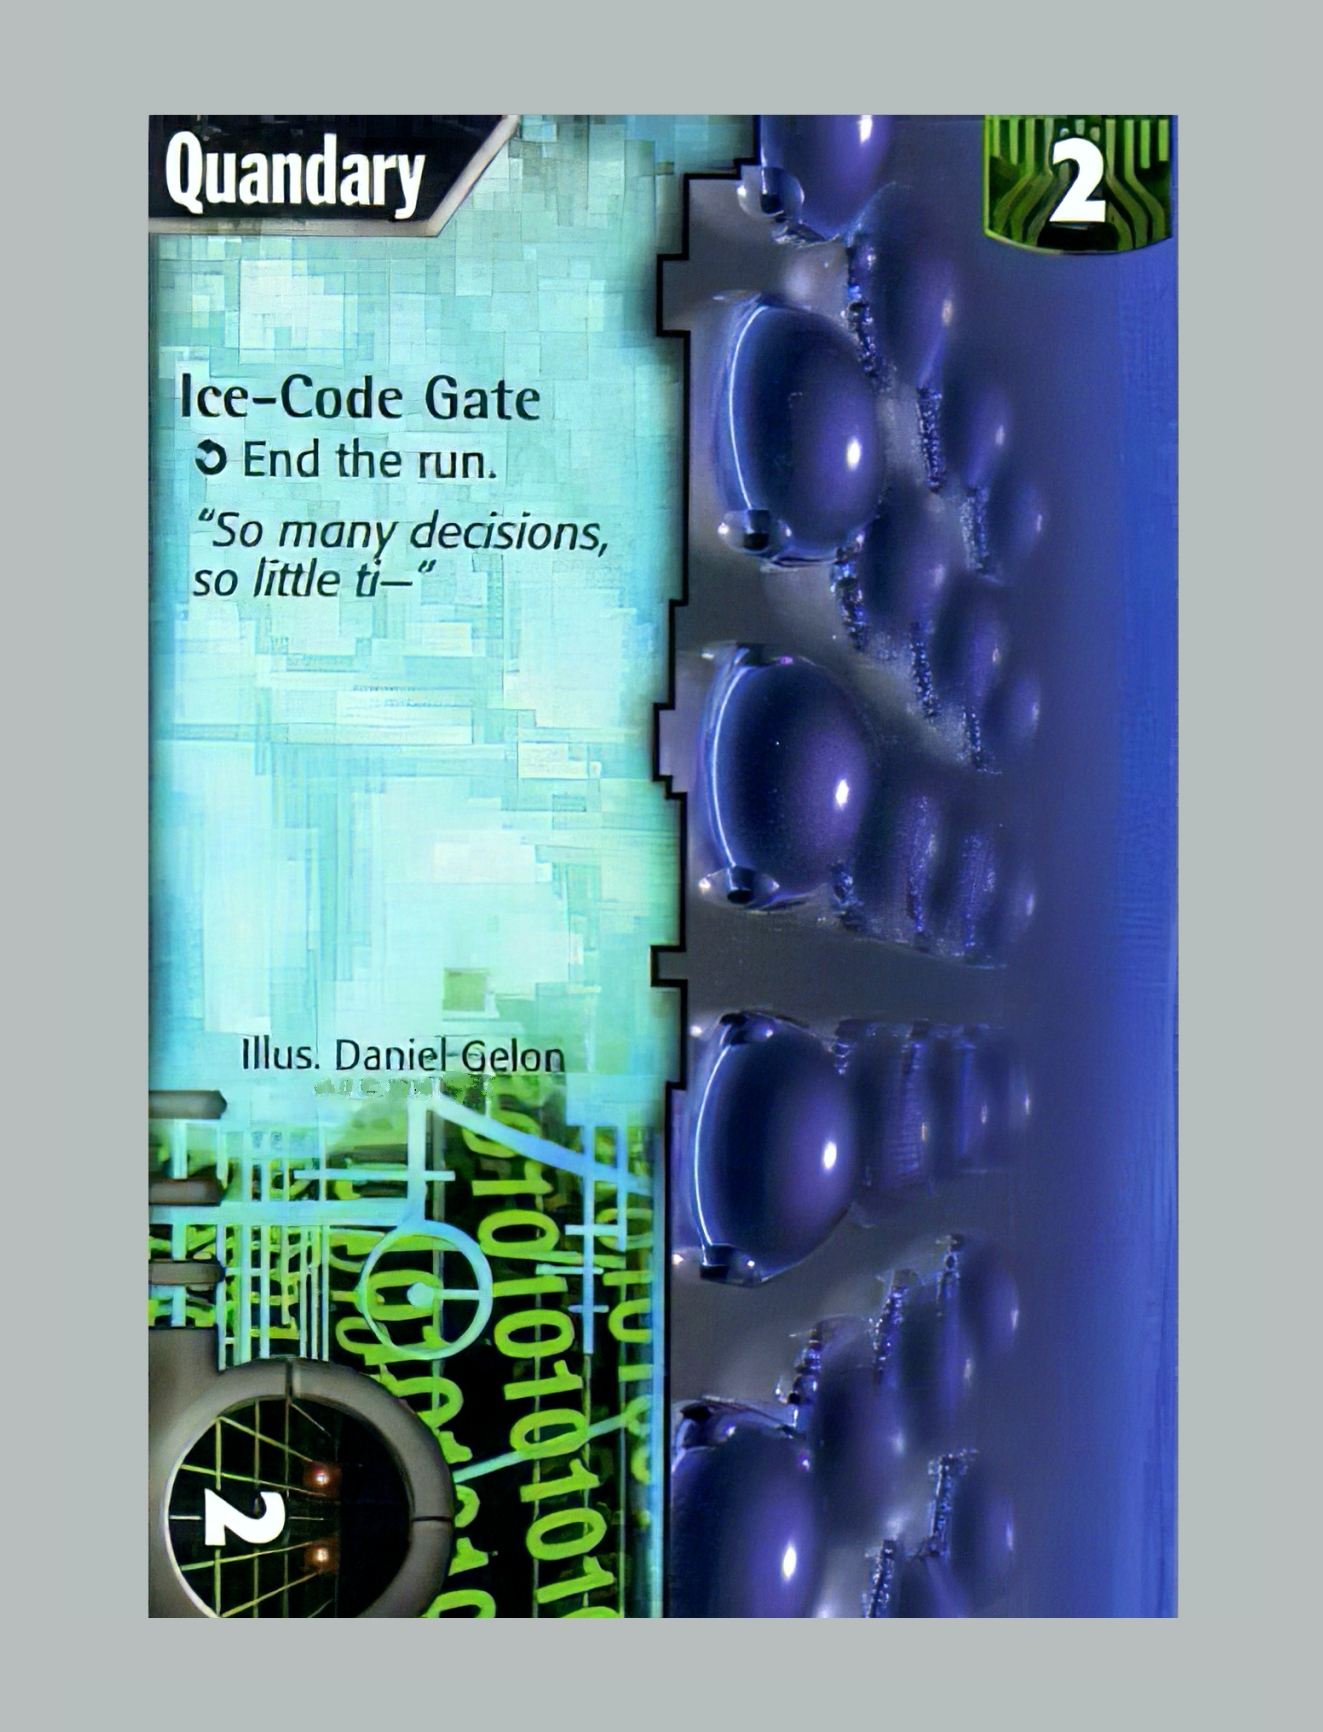 Quandary
2
Ice-Code Gate
End the run.
“So many decisions,
so little ti—“
Illus. Daniel Gelon
2